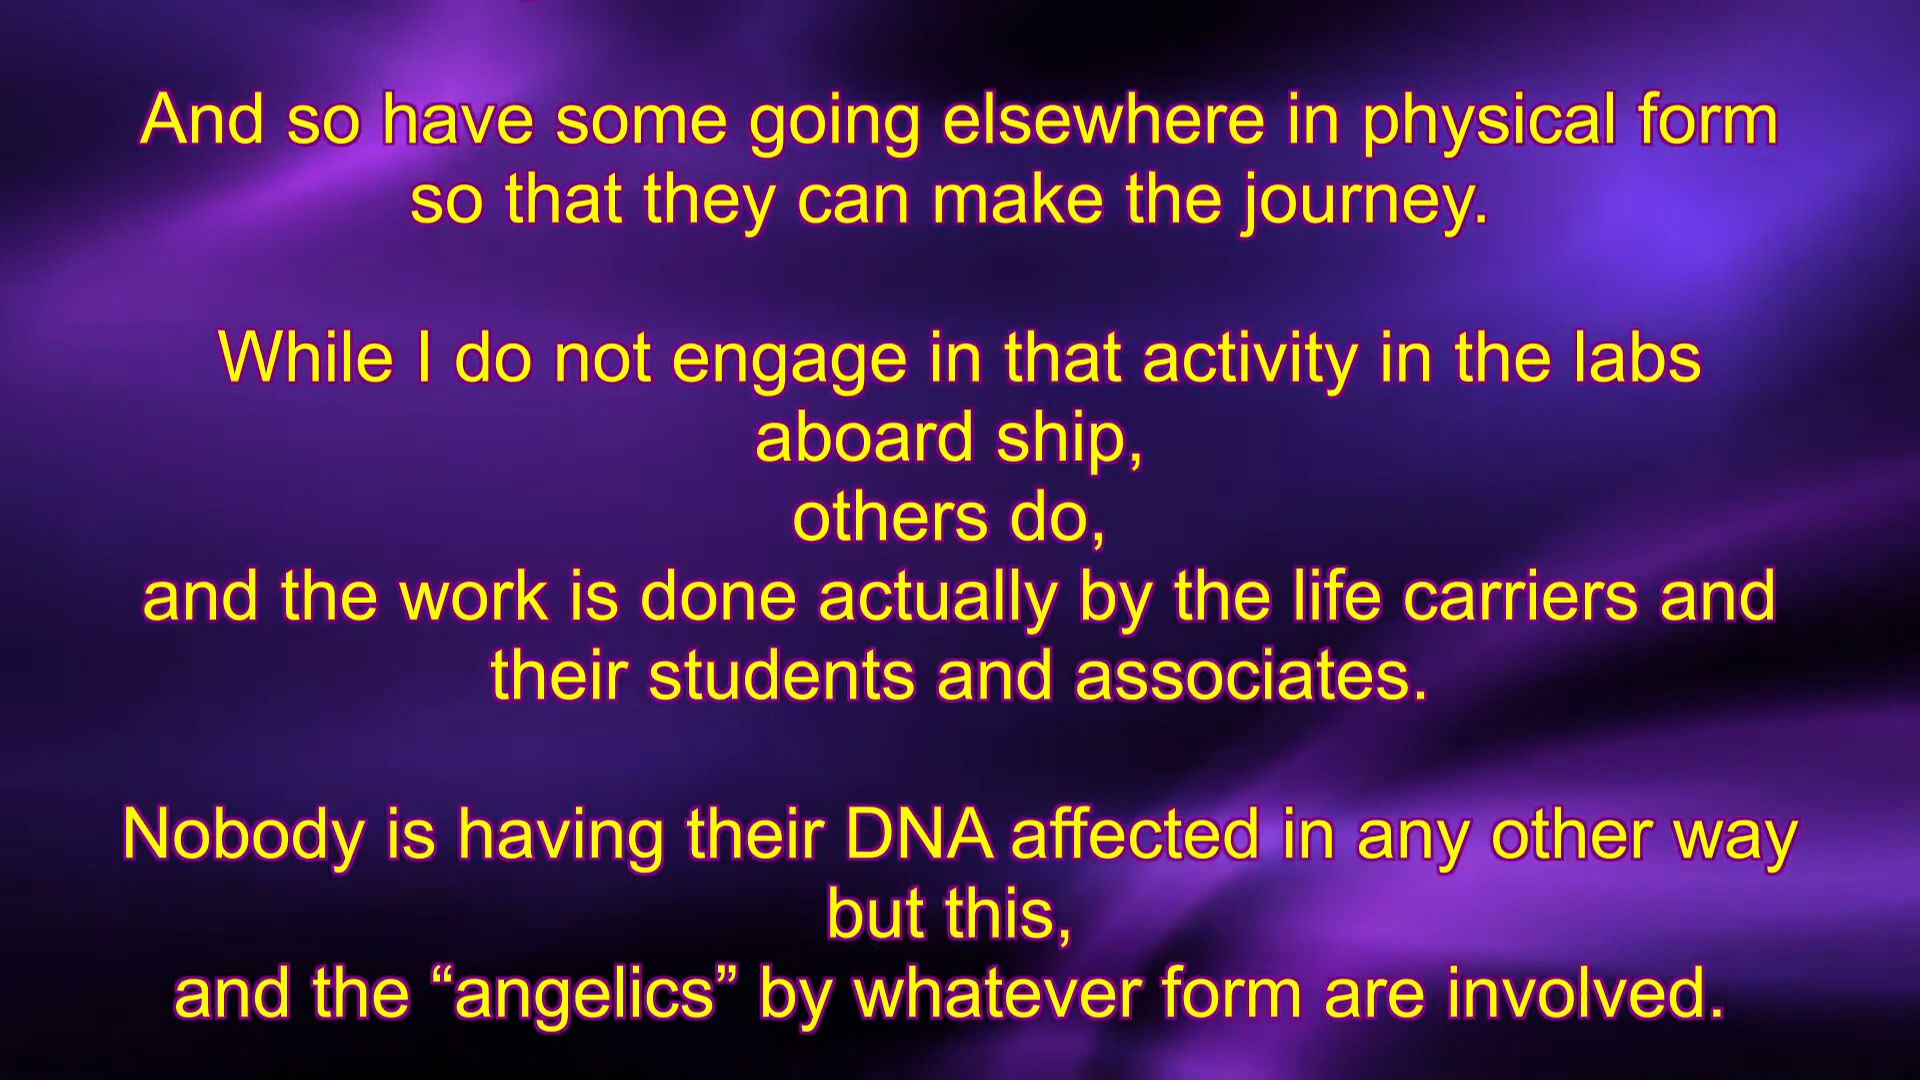 And so have some going elsewhere in physical form
so that they can make the journey.
While I do not engage in that activity in the labs
aboard ship,
others do,
and the work is done actually by the life carriers and
their students and associates.
Nobody is having their DNA affected in any other way
but this,
and the “angelics” by whatever form are involved.